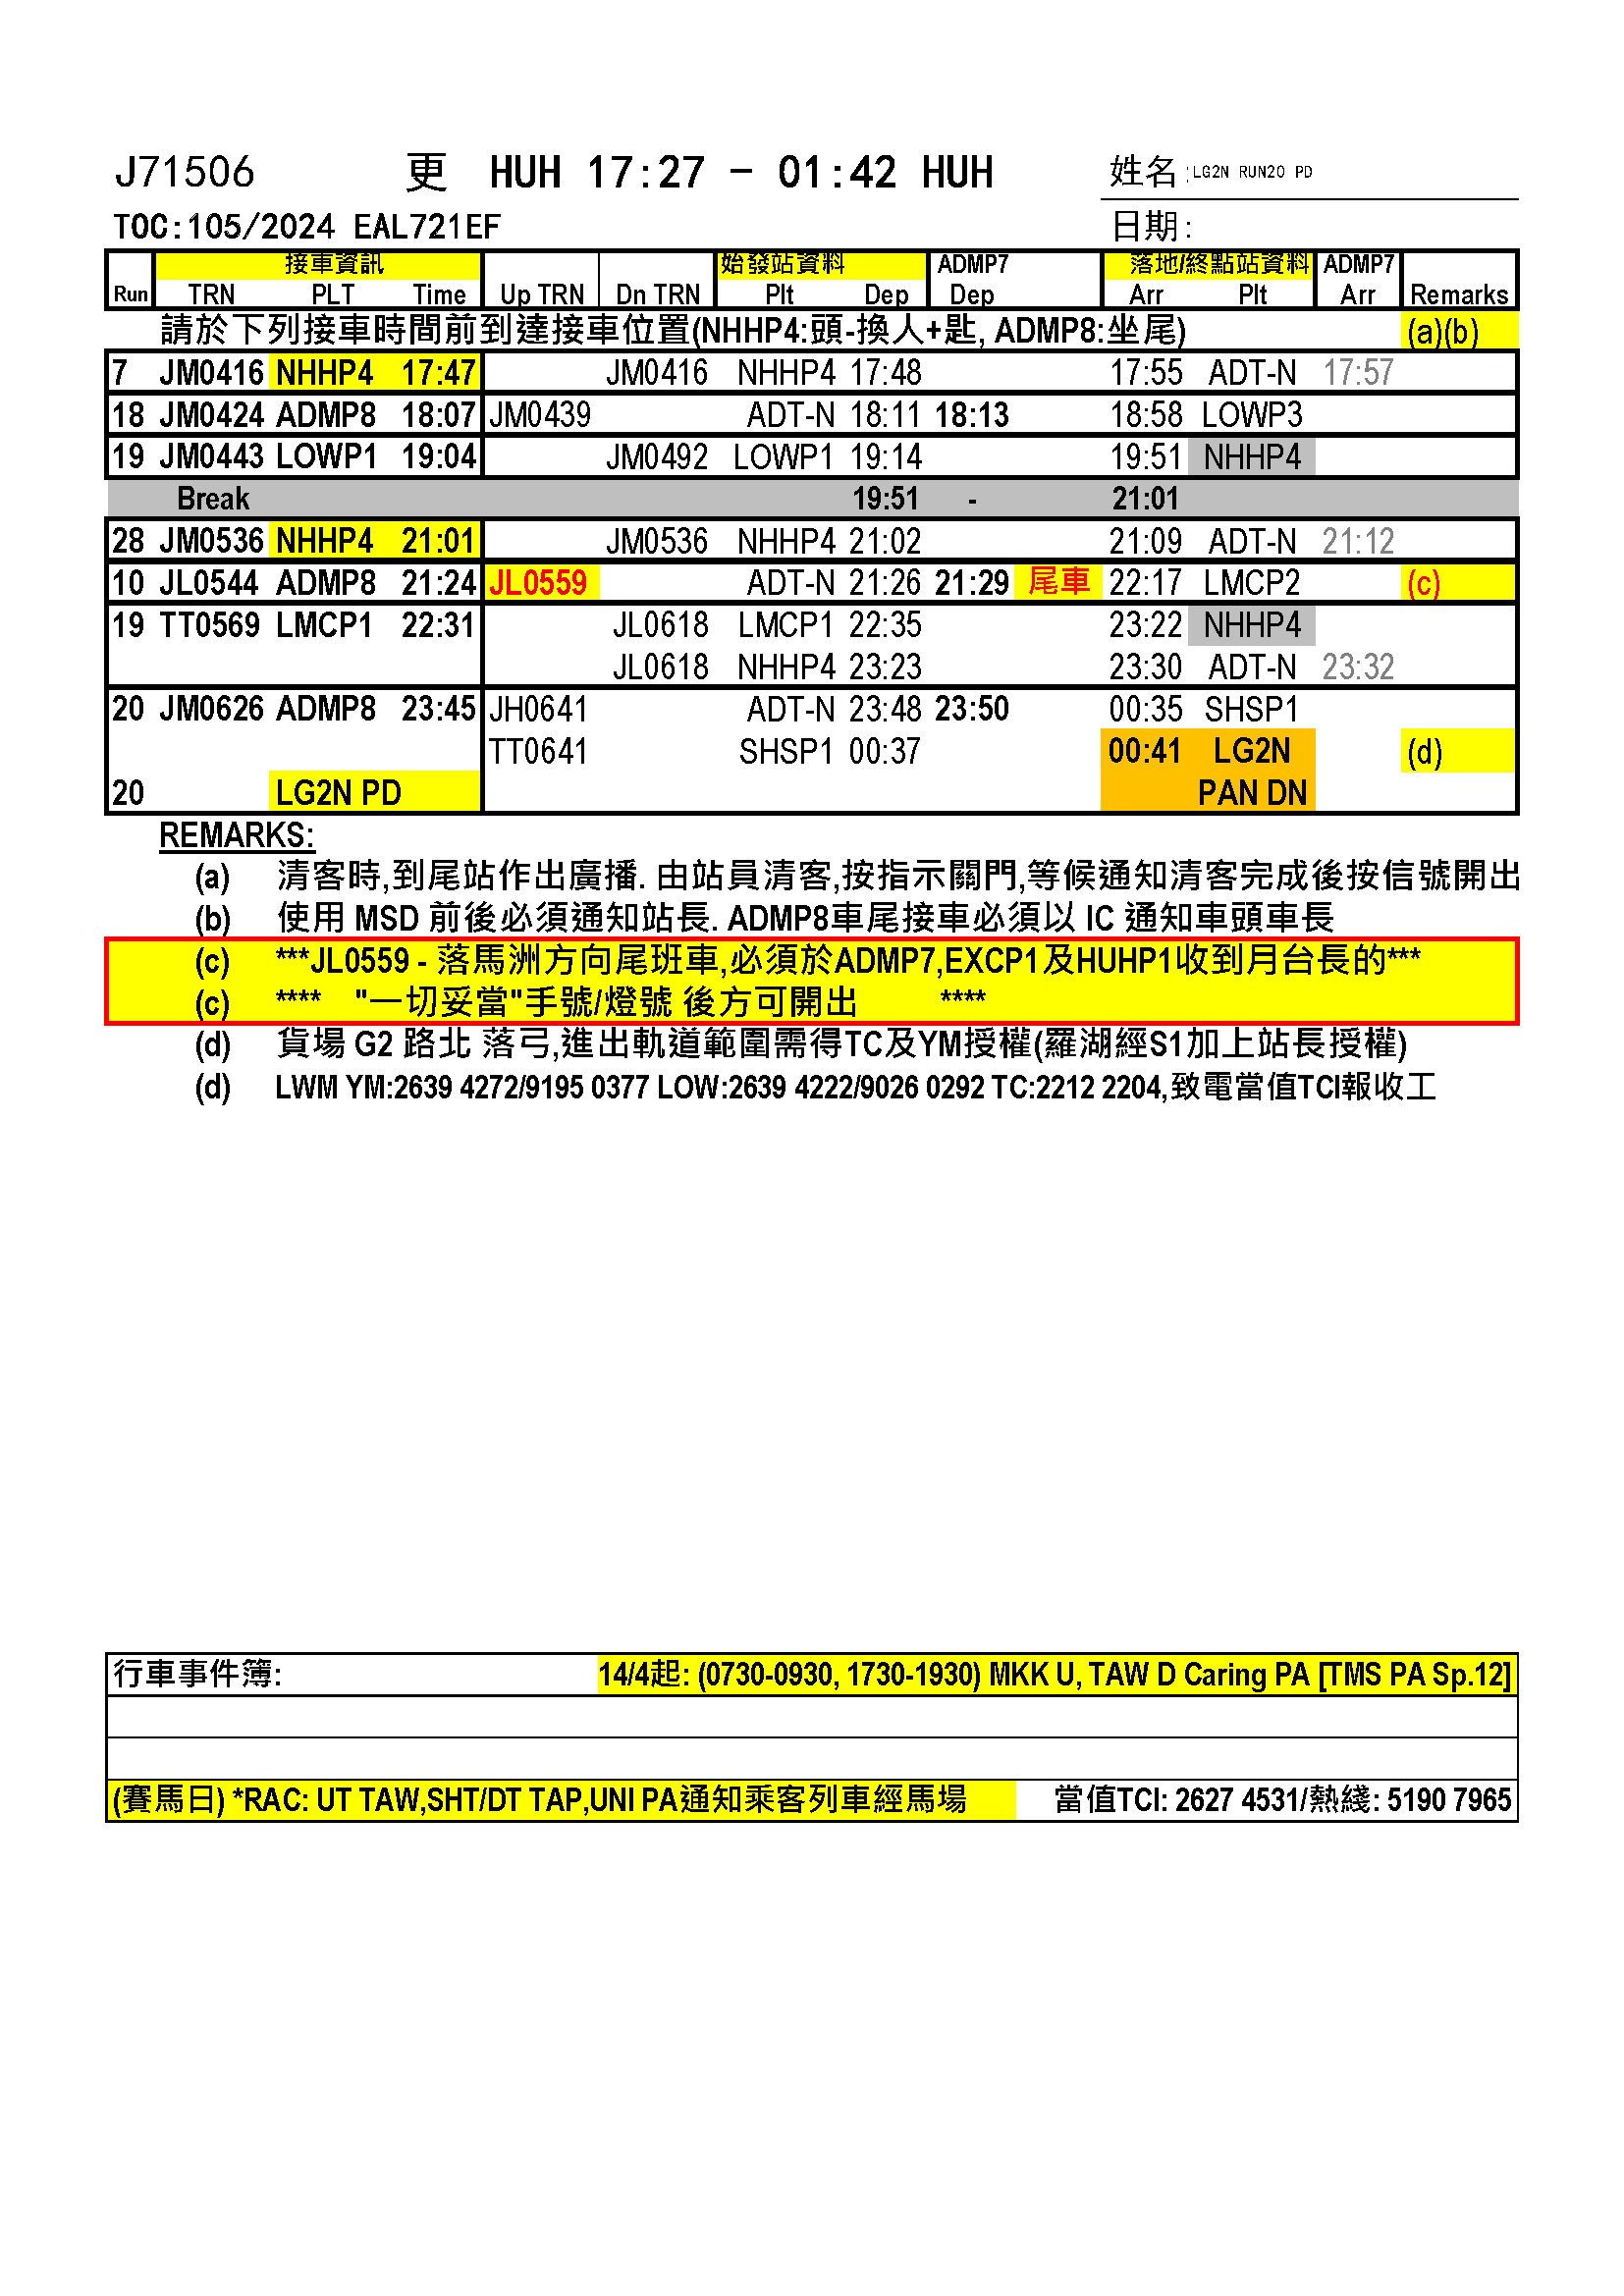 J71506 更 HUH 17:27 - 01:42 HUH 姓名:LG2N RUN20 PD
TOC:105/2024 EAL721EF 日期:
接車資訊 始發站資料 ADMP7 落地/終點站資料 ADMP7
Run TRN PLT Time Up TRN Dn TRN Plt Dep Dep Arr Plt Arr Remarks
請於下列接車時間前到達接車位置(NHHP4:頭-換人+匙, ADMP8:坐尾) (a)(b)
7 JM0416 NHHP4 17:47 JM0416 NHHP4 17:48 17:55 ADT-N 17:57
18 JM0424 ADMP8 18:07 JM0439 ADT-N 18:11 18:13 18:58 LOWP3
19 JM0443 LOWP1 19:04 JM0492 LOWP1 19:14 19:51 NHHP4
Break 19:51 - 21:01
28 JM0536 NHHP4 21:01 JM0536 NHHP4 21:02 21:09 ADT-N 21:12
10 JL0544 ADMP8 21:24 JL0559 ADT-N 21:26 21:29 尾車 22:17 LMCP2 (c)
19 TT0569 LMCP1 22:31 JL0618 LMCP1 22:35 23:22 NHHP4
JL0618 NHHP4 23:23 23:30 ADT-N 23:32
20 JM0626 ADMP8 23:45 JH0641 ADT-N 23:48 23:50 00:35 SHSP1
TT0641 SHSP1 00:37 00:41 LG2N (d)
20 LG2N PD PAN DN
REMARKS:
(a) 清客時,到尾站作出廣播. 由站員清客,按指示關門,等候通知清客完成後按信號開出
(b) 使用 MSD 前後必須通知站長. ADMP8車尾接車必須以 IC 通知車頭車長
(c) ***JL0559 - 落馬洲方向尾班車,必須於ADMP7,EXCP1及HUHP1收到月台長的***
(c) **** "一切妥當"手號/燈號 後方可開出 ****
(d) 貨場 G2 路北 落弓,進出軌道範圍需得TC及YM授權(羅湖經S1加上站長授權)
(d) LWM YM:2639 4272/9195 0377 LOW:2639 4222/9026 0292 TC:2212 2204,致電當值TCI報收工
行車事件簿: 14/4起: (0730-0930, 1730-1930) MKK U, TAW D Caring PA [TMS PA Sp.12]
(賽馬日) *RAC: UT TAW,SHT/DT TAP,UNI PA通知乘客列車經馬場 當值TCI: 2627 4531/熱綫: 5190 7965